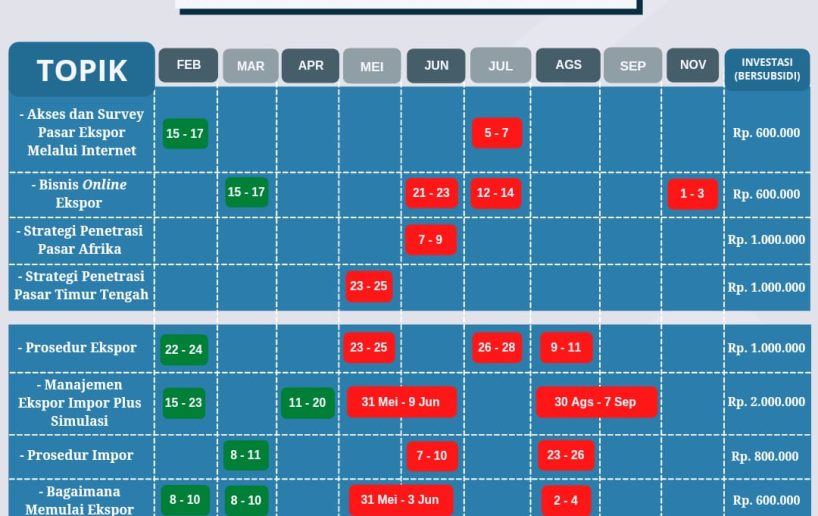 TOPIK FEB MAR APR MEI JUN JUL AGS SEP NOV INVESTASI
(BERSUBSIDI)
- Akses dan Survey
Pasar Ekspor
Melalui Internet
15 - 17 5 - 7 Rp. 600.000
- Bisnis Online
Ekspor
15 - 17 21 - 23 12 - 14 1 - 3 Rp. 600.000
- Strategi Penetrasi
Pasar Afrika
7 - 9 Rp. 1.000.000
- Strategi Penetrasi
Pasar Timur Tengah
23 - 25 Rp. 1.000.000
- Prosedur Ekspor 22 - 24 23 - 25 26 - 28 9 - 11 Rp. 1.000.000
- Manajemen
Ekspor Impor Plus
Simulasi
15 - 23 11 - 20 31 Mei - 9 Jun 30 Ags - 7 Sep Rp. 2.000.000
- Prosedur Impor 8 - 11 7 - 10 23 - 26 Rp. 800.000
- Bagaimana
Memulai Ekspor
8 - 10 8 - 10 31 Mei - 3 Jun 2 - 4 Rp. 600.000